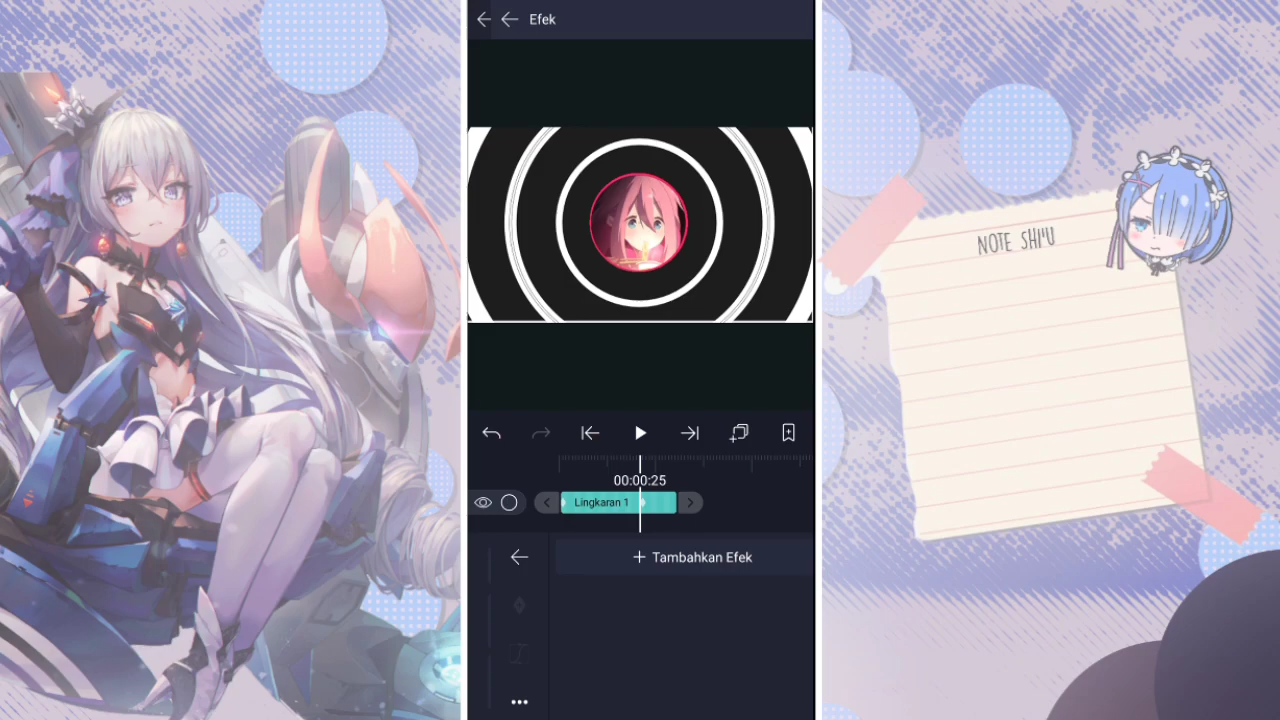 Efek
NOTE SHI'U
00:00:25
Lingkaran 1
+ Tambahkan Efek